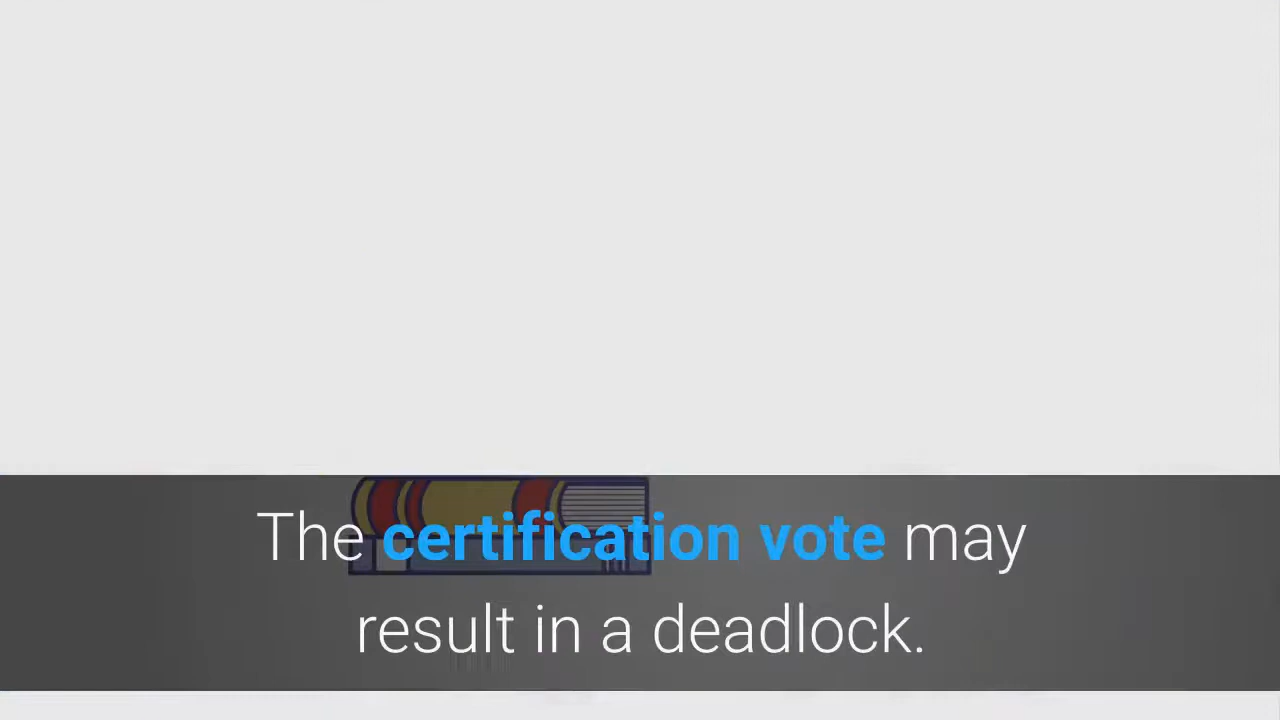 The certification vote may
result in a deadlock.